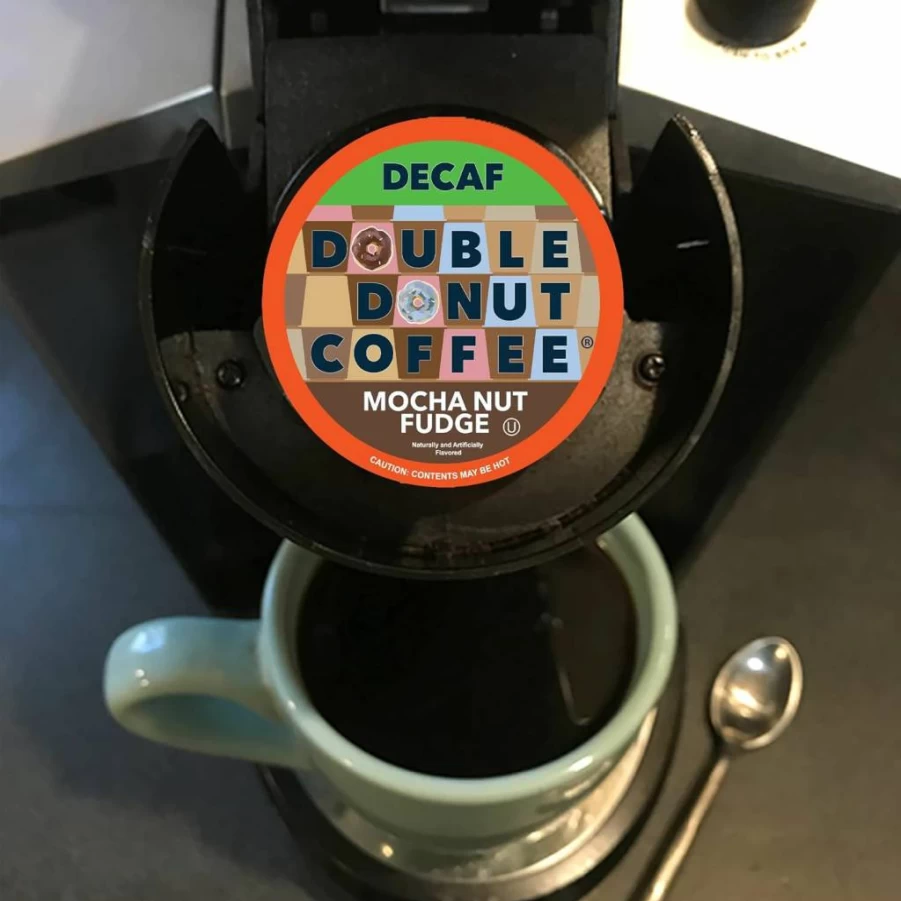 DECAF
DOUBLE
DONUT
COFFEE®
MOCHA NUT
FUDGE Ⓤ
Naturally and Artificially
Flavored
CAUTION: CONTENTS MAY BE HOT